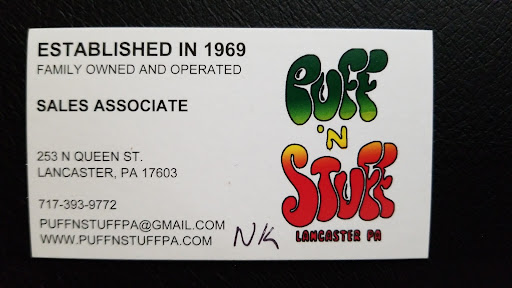 ESTABLISHED IN 1969
FAMILY OWNED AND OPERATED
SALES ASSOCIATE
253 N QUEEN ST.
LANCASTER, PA 17603
717-393-9772
PUFFNSTUFFPA@GMAIL.COM
WWW.PUFFNSTUFFPA.COM
NK
PUFF
'N
STUFF
LANCASTER PA